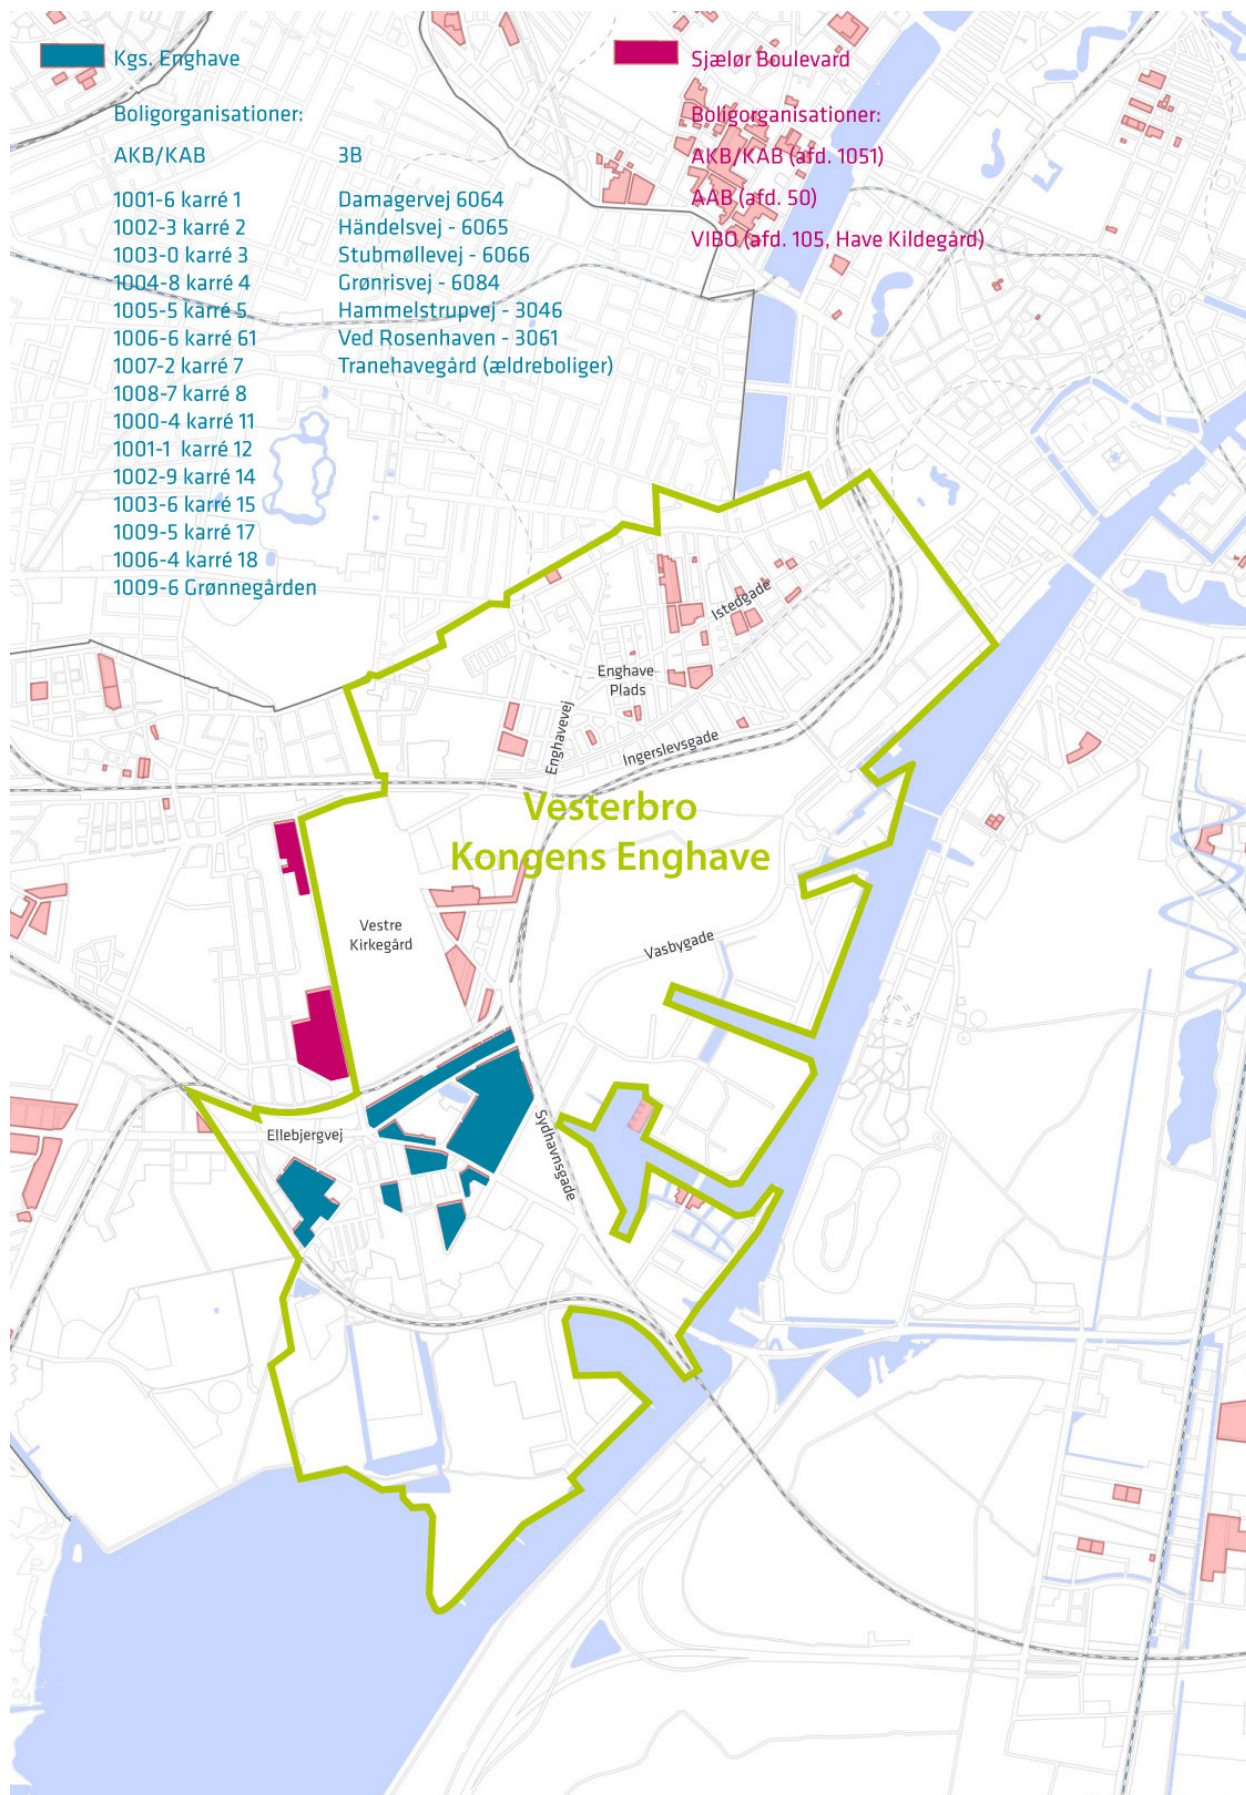 Kgs. Enghave
Boligorganisationer:
AKB/KAB
1001-6 karré 1
1002-3 karré 2
1003-0 karré 3
1004-8 karré 4
1005-5 karré 5
1006-6 karré 61
1007-2 karré 7
1008-7 karré 8
1000-4 karré 11
1001-1 karré 12
1002-9 karré 14
1003-6 karré 15
1009-5 karré 17
1006-4 karré 18
1009-6 Grønnegården
3B
Damagervej 6064
Händelsvej - 6065
Stubmøllevej - 6066
Grønrisvej - 6084
Hammelstrupvej - 3046
Ved Rosenhaven - 3061
Tranehavegård (ældreboliger)
Sjælør Boulevard
Boligorganisationer:
AKB/KAB (afd. 1051)
AAB (afd. 50)
VIBO (afd. 105, Have Kildegård)
Istedgade
Enghave
Plads
Enghavevej
Ingerslevsgade
Vesterbro
Kongens Enghave
Vestre
Kirkegård
Vasbygade
Ellebjergvej
Sydhavnsgade